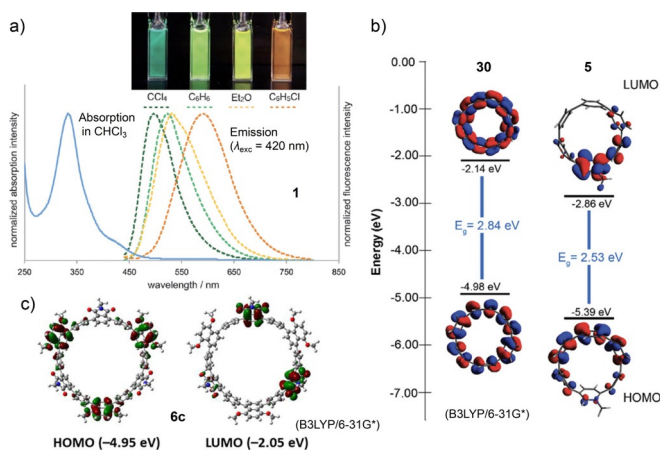 a)
CCl₄ C₆H₆ Et₂O C₆H₅Cl
Absorption
in CHCl₃
Emission
(λexc = 420 nm)
1
normalized absorption intensity
normalized fluorescence intensity
250 350 450 550 650 750 850
wavelength / nm
b)
30 5
LUMO
Energy (eV)
0.00
-1.00
-2.00
-3.00
-4.00
-5.00
-6.00
-7.00
-2.14
-2.86
Eg= 2.84 eV
Eg= 2.53 eV
-4.98
-5.39
HOMO
(B3LYP/6-31G*)
c)
6c
(B3LYP/6-31G*)
HOMO (−4.95 eV) LUMO (−2.05 eV)